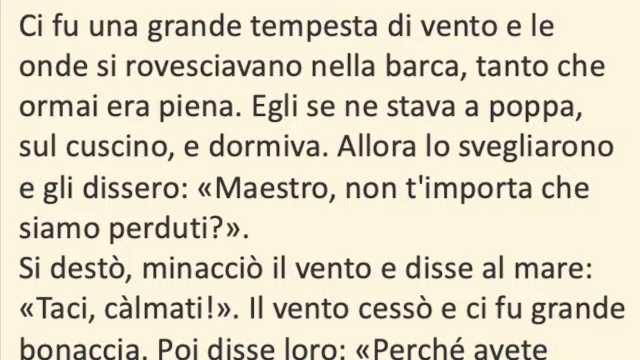 Ci fu una grande tempesta di vento e le
onde si rovesciavano nella barca, tanto che
ormai era piena. Egli se ne stava a poppa,
sul cuscino, e dormiva. Allora lo svegliarono
e gli dissero: «Maestro, non t'importa che
siamo perduti?».
Si destò, minacciò il vento e disse al mare:
«Taci, càlmati!». Il vento cessò e ci fu grande
bonaccia. Poi disse loro: «Perché avete